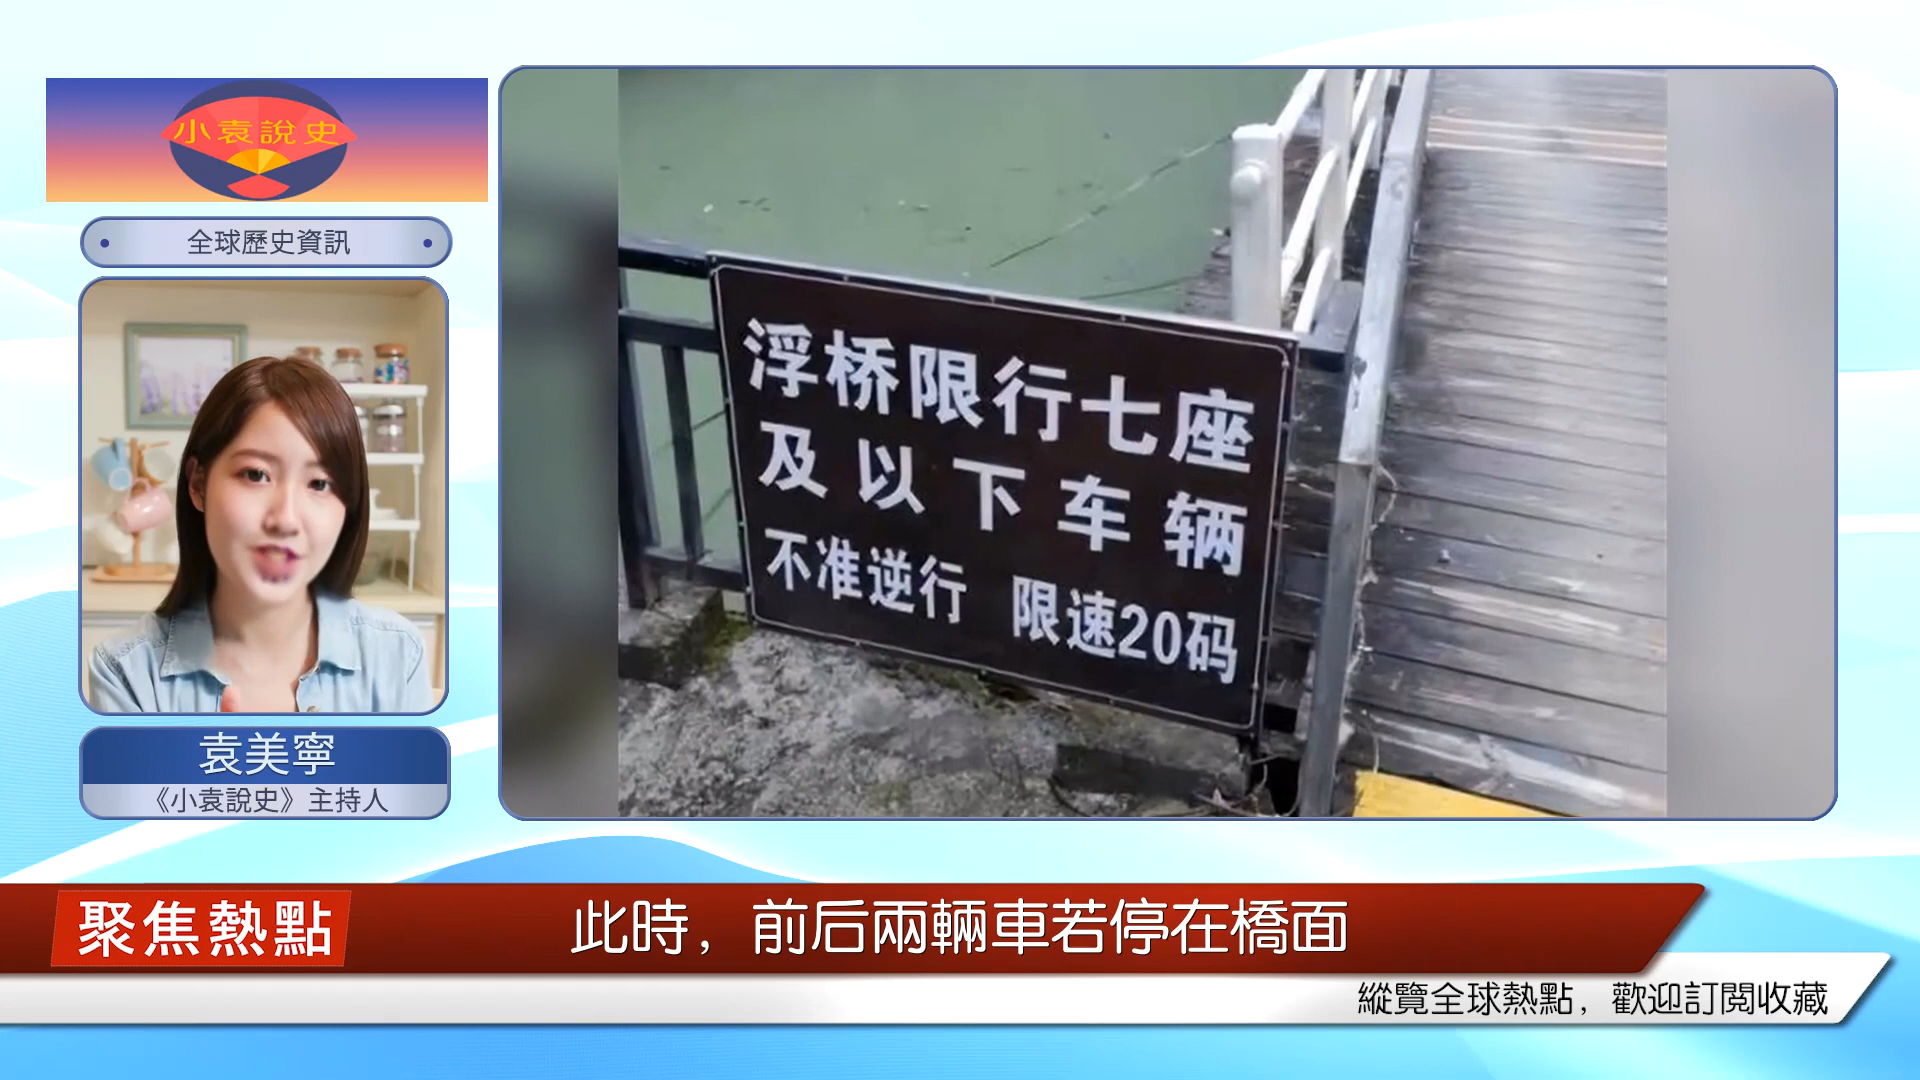 小袁說史
全球歷史資訊
袁美寧
《小袁說史》主持人
浮桥限行七座
及以下车辆
不准逆行 限速20码
聚焦熱點
此時，前后兩輛車若停在橋面
縱覽全球熱點，歡迎訂閱收藏